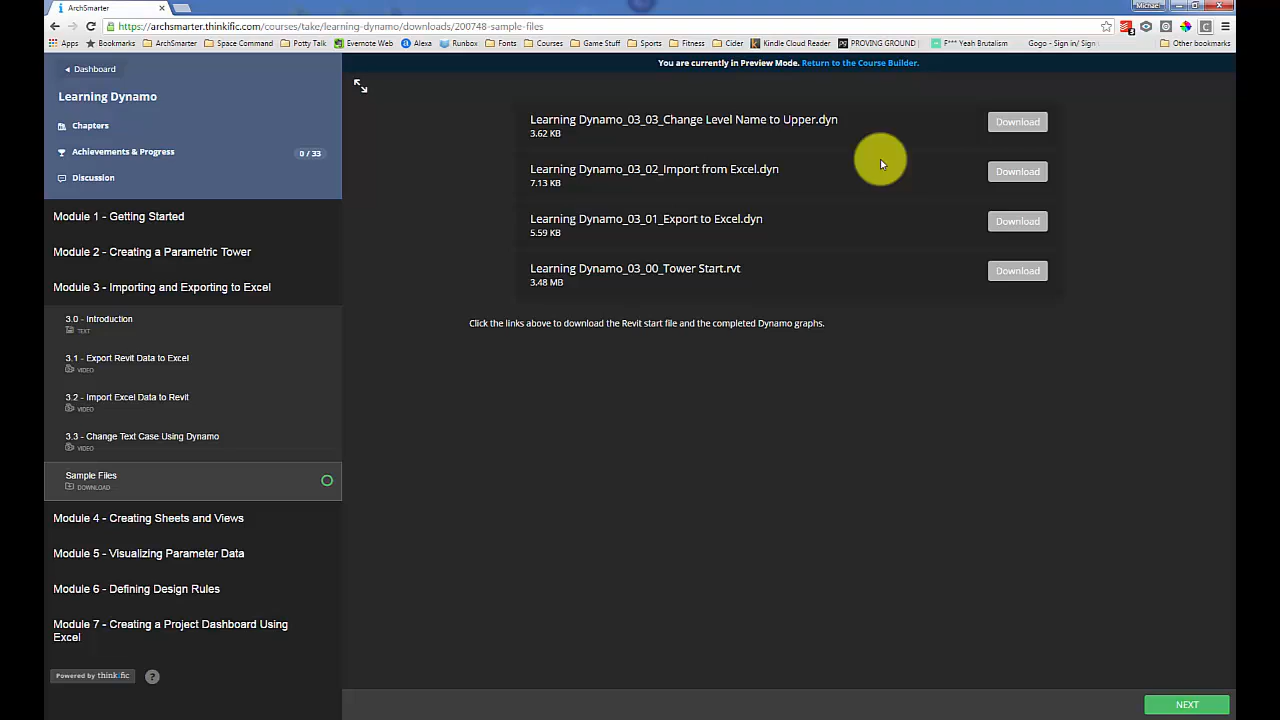 ArchSmarter
Michael
https://archsmarter.thinkific.com/courses/take/learning-dynamo/downloads/200748-sample-files
Apps
Bookmarks
ArchSmarter
Space Command
Potty Talk
Evernote Web
Alexa
Runbox
Fonts
Courses
Game Stuff
Sports
Fitness
Cider
Kindle Cloud Reader
PROVING GROUND |
F*** Yeah Brutalism
Gogo - Sign in/ Sign
Other bookmarks
Dashboard
Learning Dynamo
Chapters
Achievements & Progress
0 / 33
Discussion
Module 1 - Getting Started
Module 2 - Creating a Parametric Tower
Module 3 - Importing and Exporting to Excel
3.0 - Introduction
TEXT
3.1 - Export Revit Data to Excel
VIDEO
3.2 - Import Excel Data to Revit
VIDEO
3.3 - Change Text Case Using Dynamo
VIDEO
Sample Files
DOWNLOAD
Module 4 - Creating Sheets and Views
Module 5 - Visualizing Parameter Data
Module 6 - Defining Design Rules
Module 7 - Creating a Project Dashboard Using
Excel
Powered by thinkific
?
You are currently in Preview Mode. Return to the Course Builder.
Learning Dynamo_03_03_Change Level Name to Upper.dyn
3.62 KB
Download
Learning Dynamo_03_02_Import from Excel.dyn
7.13 KB
Download
Learning Dynamo_03_01_Export to Excel.dyn
5.59 KB
Download
Learning Dynamo_03_00_Tower Start.rvt
3.48 MB
Download
Click the links above to download the Revit start file and the completed Dynamo graphs.
NEXT